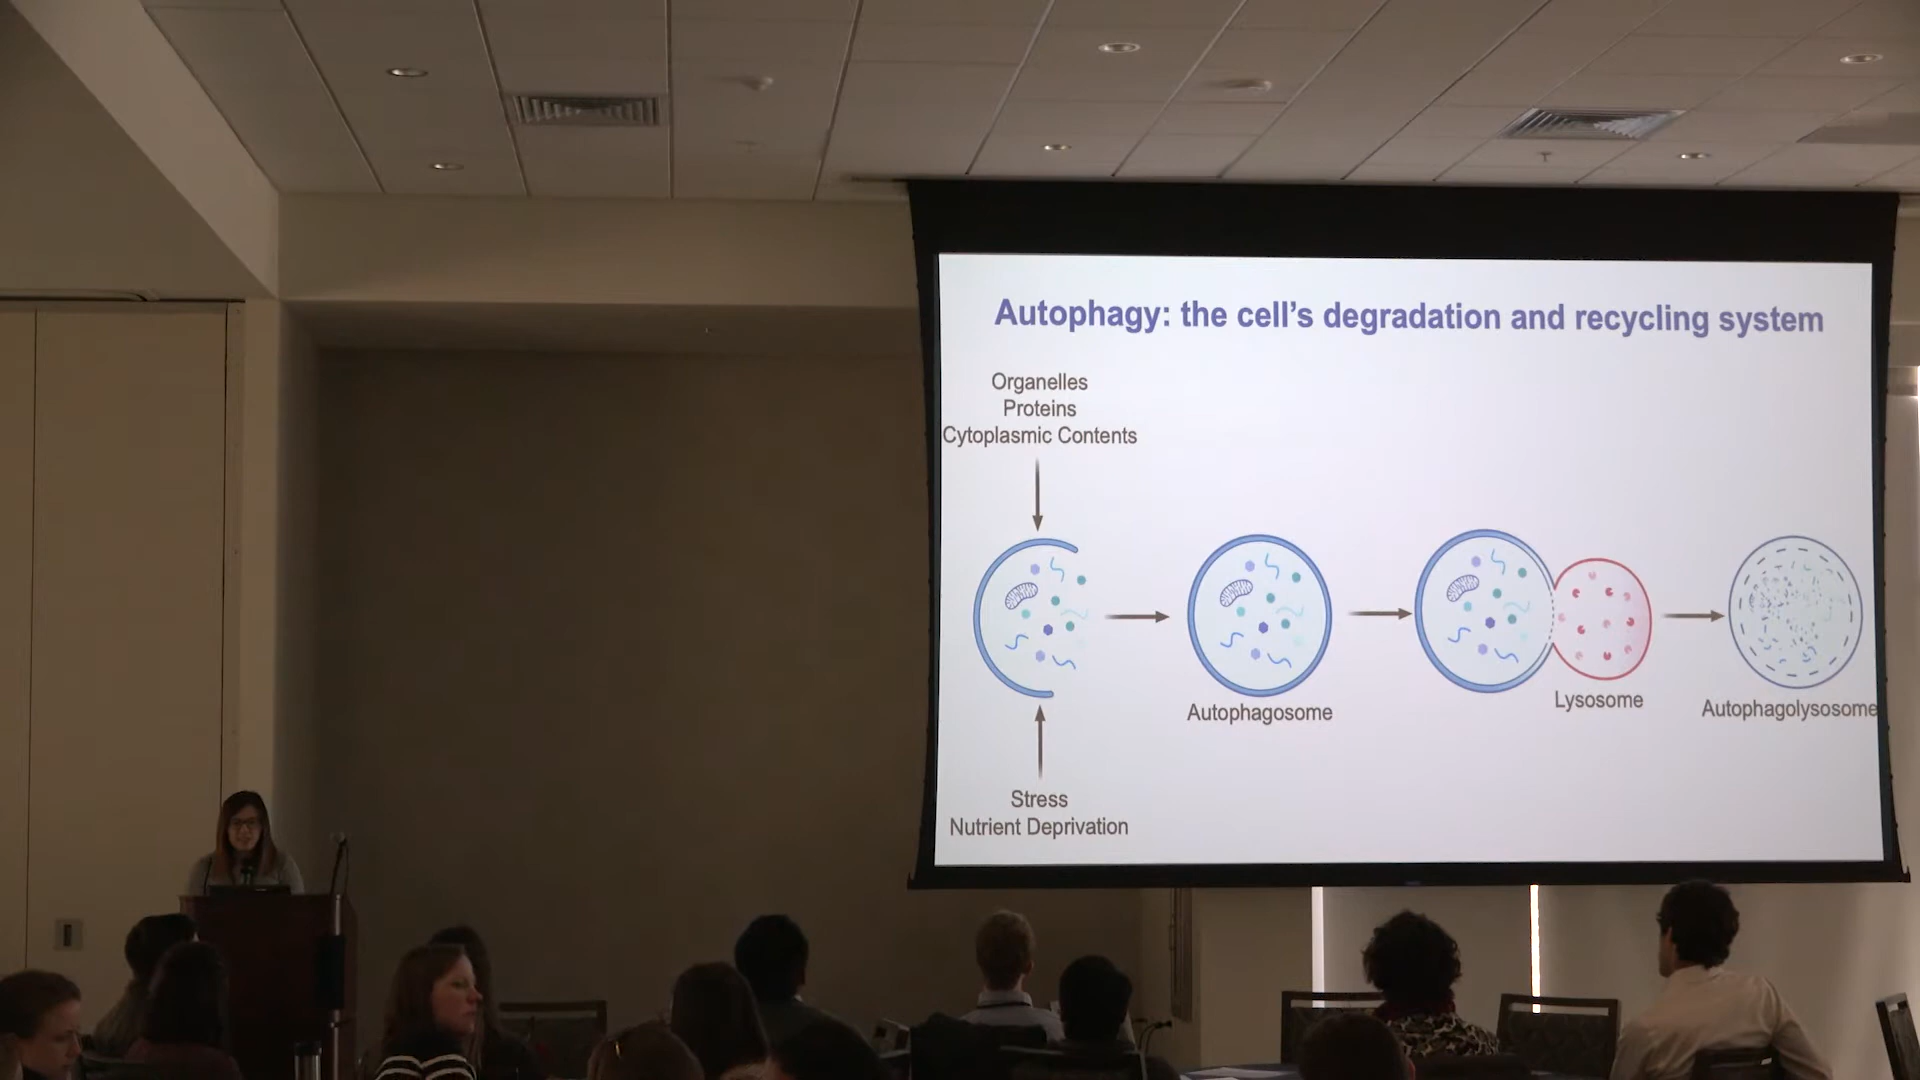 Autophagy: the cell's degradation and recycling system
Organelles
Proteins
Cytoplasmic Contents
Autophagosome
Lysosome
Autophagolysosome
Stress
Nutrient Deprivation